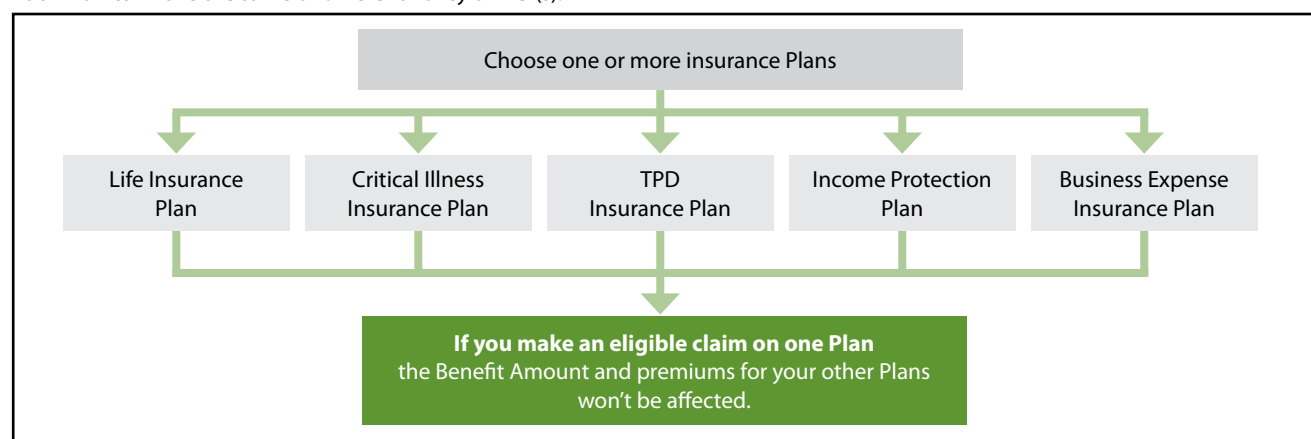 Choose one or more insurance Plans
Life Insurance
Plan
Critical Illness
Insurance Plan
TPD
Insurance Plan
Income Protection
Plan
Business Expense
Insurance Plan
If you make an eligible claim on one Plan
the Benefit Amount and premiums for your other Plans
won't be affected.